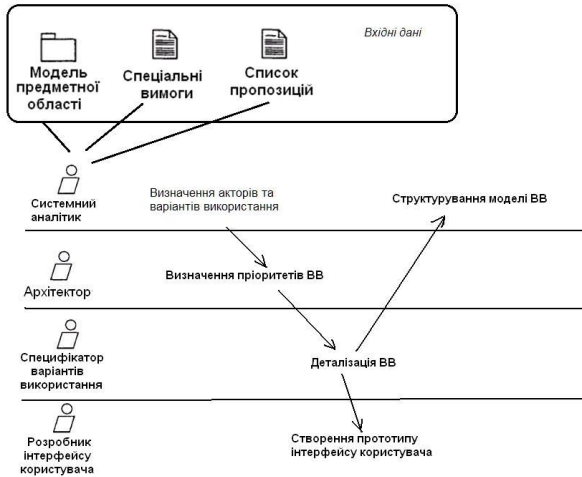 Вхідні дані
Модель
предметної
області
Спеціальні
вимоги
Список
пропозицій
Системний
аналітик
Визначення акторів та
варіантів використання
Структурування моделі ВВ
Архітектор
Визначення пріоритетів ВВ
Специфікатор
варіантів
використання
Деталізація ВВ
Розробник
інтерфейсу
користувача
Створення прототипу
інтерфейсу користувача